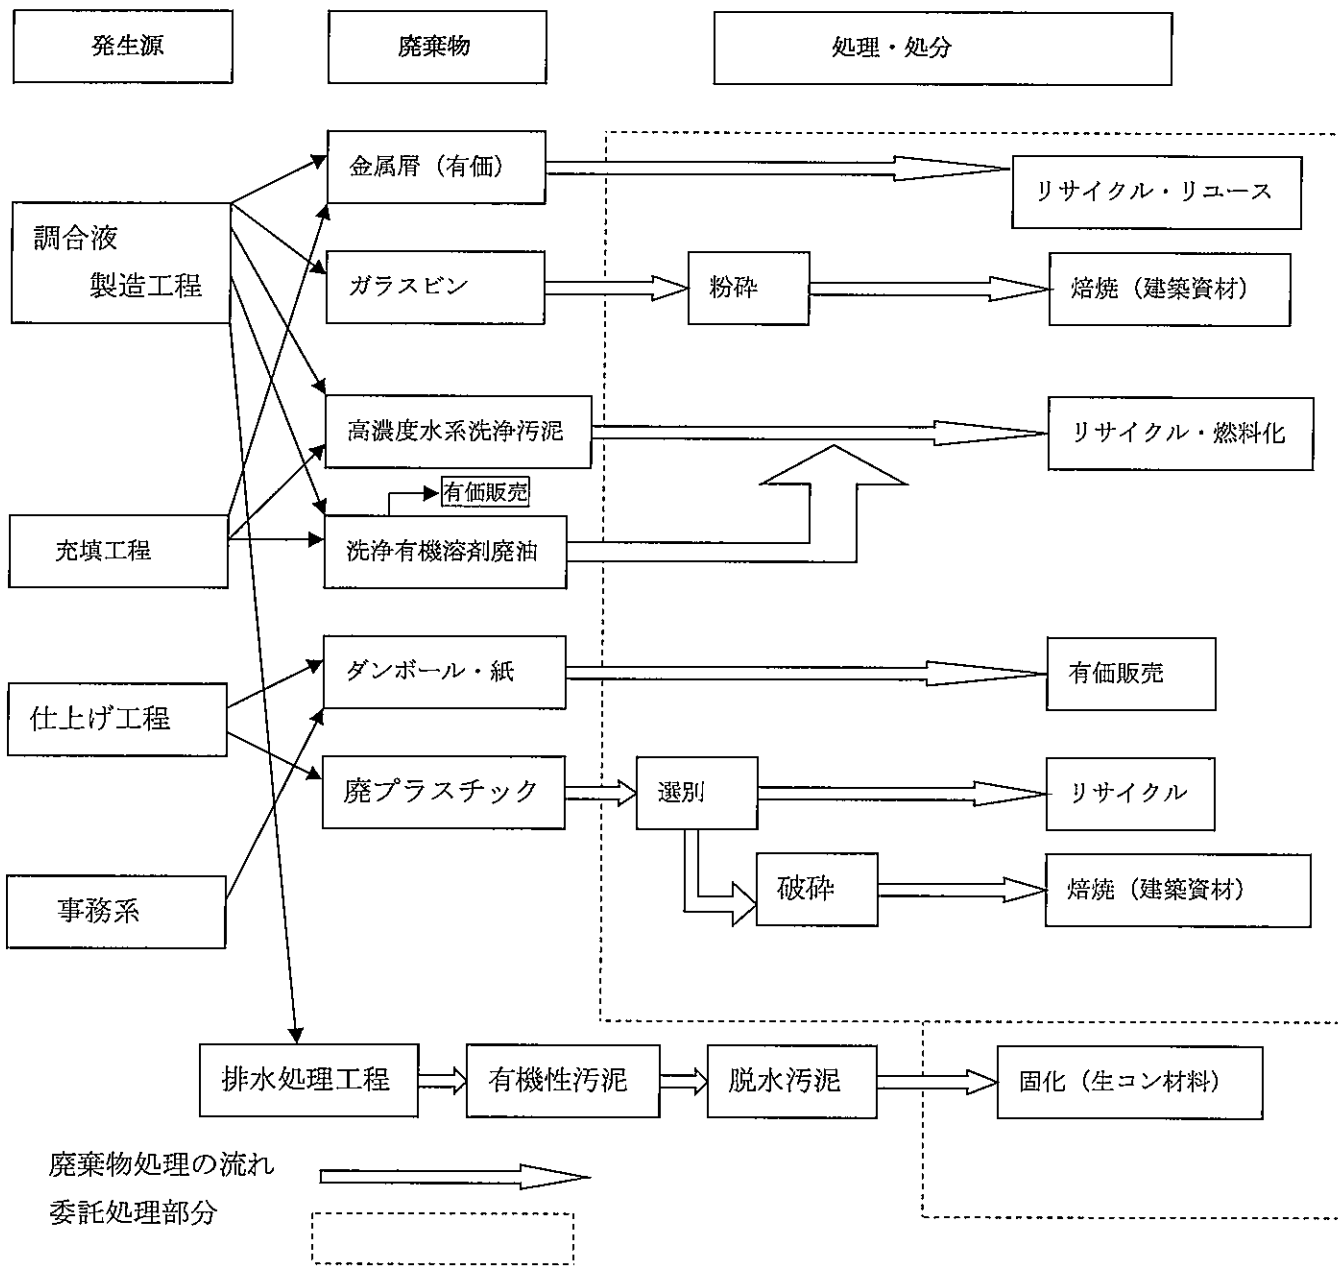 発生源
廃棄物
処理・処分
金属屑（有価）
リサイクル・リユース
調合液
製造工程
ガラスビン
粉砕
焙焼（建築資材）
高濃度水系洗浄汚泥
リサイクル・燃料化
有価販売
充填工程
洗浄有機溶剤廃油
ダンボール・紙
有価販売
仕上げ工程
廃プラスチック
選別
リサイクル
破砕
焙焼（建築資材）
事務系
排水処理工程
有機性汚泥
脱水汚泥
固化（生コン材料）
廃棄物処理の流れ
委託処理部分